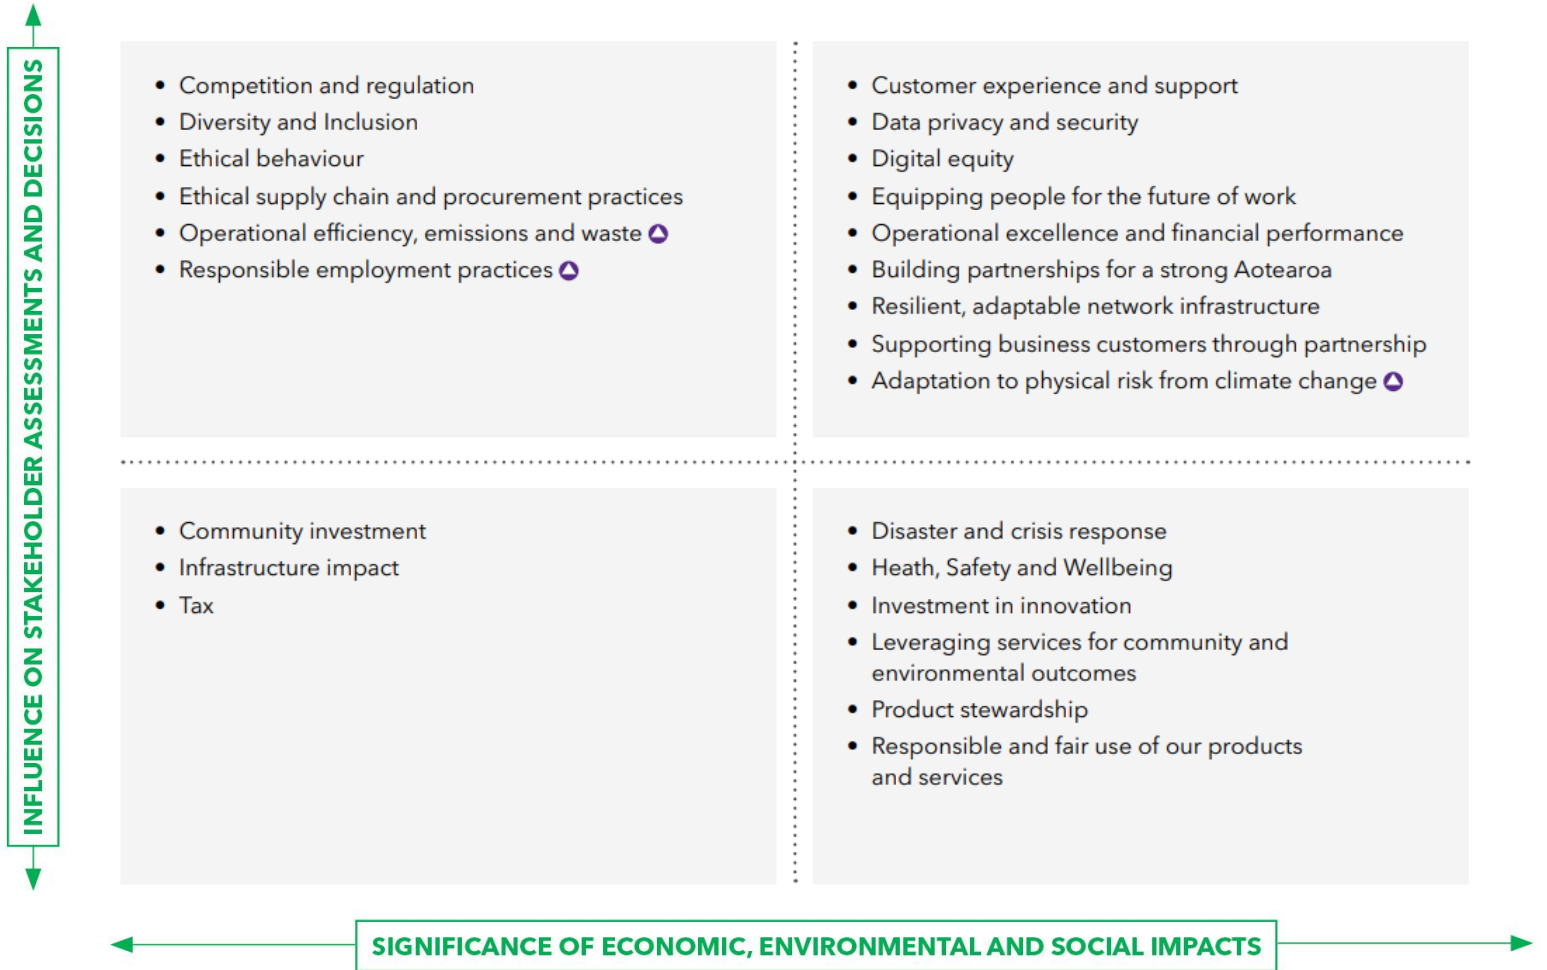 INFLUENCE ON STAKEHOLDER ASSESSMENTS AND DECISIONS
• Competition and regulation
• Diversity and Inclusion
• Ethical behaviour
• Ethical supply chain and procurement practices
• Operational efficiency, emissions and waste
• Responsible employment practices
• Customer experience and support
• Data privacy and security
• Digital equity
• Equipping people for the future of work
• Operational excellence and financial performance
• Building partnerships for a strong Aotearoa
• Resilient, adaptable network infrastructure
• Supporting business customers through partnership
• Adaptation to physical risk from climate change
• Community investment
• Infrastructure impact
• Tax
• Disaster and crisis response
• Heath, Safety and Wellbeing
• Investment in innovation
• Leveraging services for community and
environmental outcomes
• Product stewardship
• Responsible and fair use of our products
and services
SIGNIFICANCE OF ECONOMIC, ENVIRONMENTAL AND SOCIAL IMPACTS